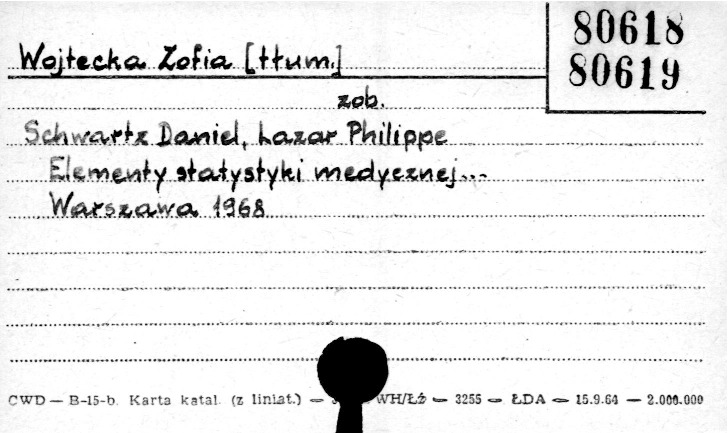 80618
80619
Wojtecka Zofia [tłum.]
zob.
Schwartz Daniel, Lazar Philippe
Elementy statystyki medycznej...
Warszawa 1968
CWD — B-15-b. Karta katal. (z liniat.) — WH/Łż — 3255 — ŁDA — 15.9.64 — 2.000.000